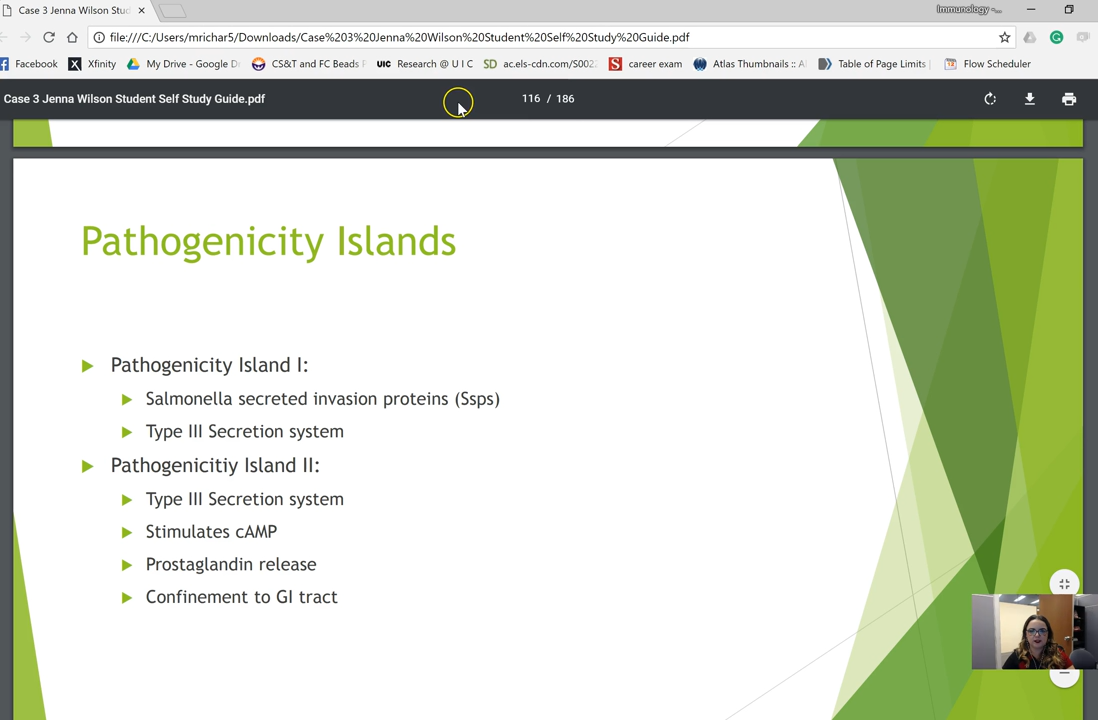 Case 3 Jenna Wilson Stud
Immunology -...
file:///C:/Users/mrichar5/Downloads/Case%203%20Jenna%20Wilson%20Student%20Self%20Study%20Guide.pdf
Facebook X Xfinity My Drive - Google D CS&T and FC Beads P UIC Research @ U I C SD ac.els-cdn.com/S002 S career exam Atlas Thumbnails :: A Table of Page Limits 12 Flow Scheduler
Case 3 Jenna Wilson Student Self Study Guide.pdf 116 / 186
Pathogenicity Islands
Pathogenicity Island I:
Salmonella secreted invasion proteins (Ssps)
Type III Secretion system
Pathogenicitiy Island II:
Type III Secretion system
Stimulates cAMP
Prostaglandin release
Confinement to GI tract